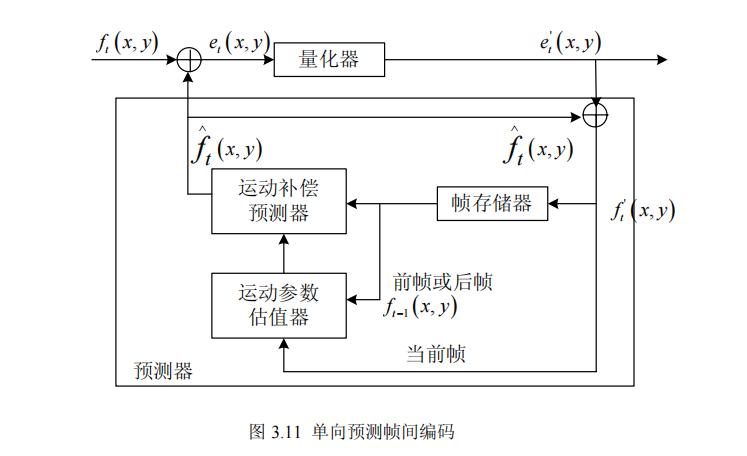 f_t(x,y)
e_t(x,y)
量化器
e_t'(x,y)
f̂_t(x,y)
f̂_t(x,y)
运动补偿
预测器
帧存储器
f_t'(x,y)
运动参数
估值器
前帧或后帧
f_{t-1}(x,y)
当前帧
预测器
图 3.11 单向预测帧间编码